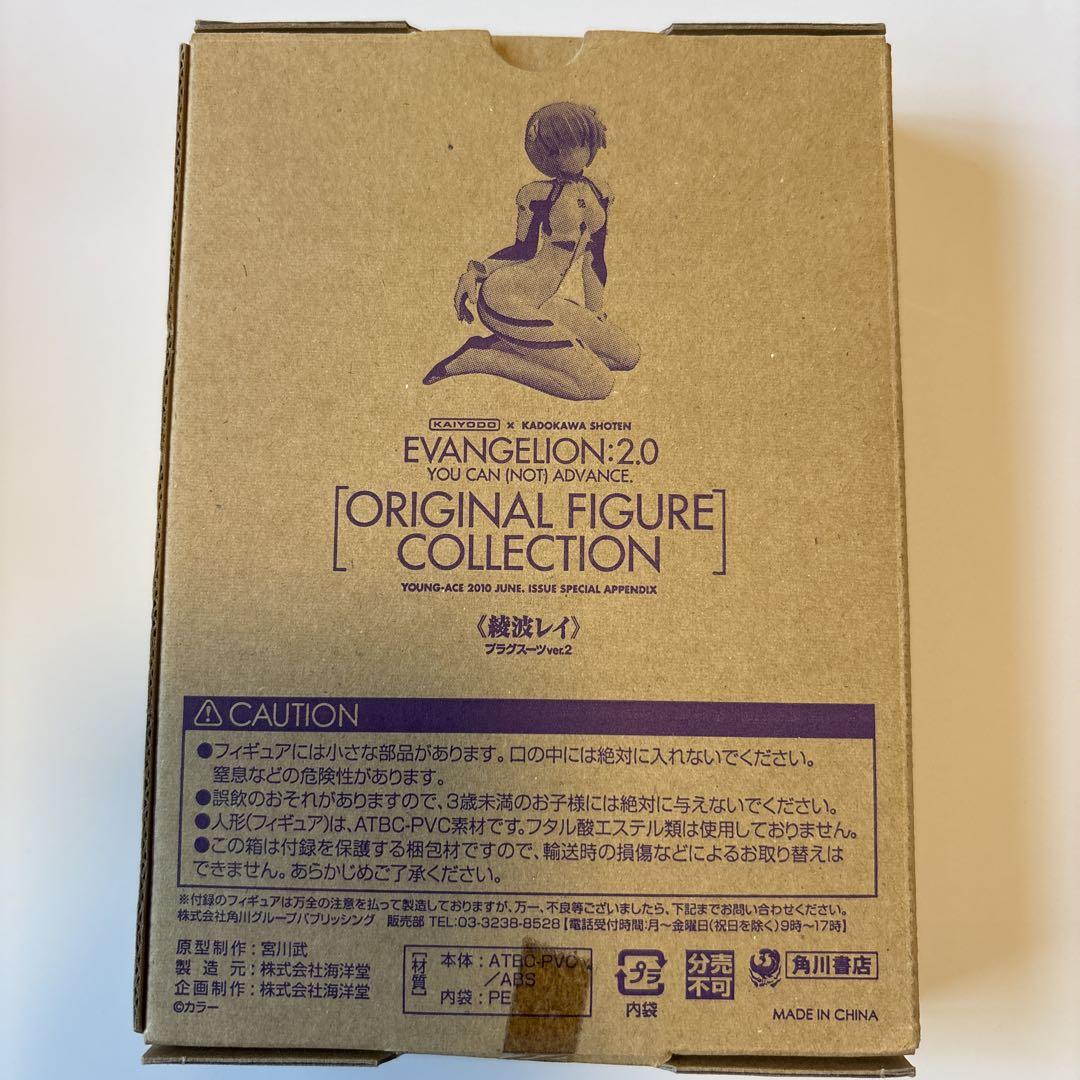 KAIYODO × KADOKAWA SHOTEN
EVANGELION:2.0
YOU CAN (NOT) ADVANCE.
[ORIGINAL FIGURE
COLLECTION]
YOUNG-ACE 2010 JUNE. ISSUE SPECIAL APPENDIX
《綾波レイ》
プラグスーツver.2
CAUTION
●フィギュアには小さな部品があります。口の中には絶対に入れないでください。
窒息などの危険性があります。
●誤飲のおそれがありますので、3歳未満のお子様には絶対に与えないでください。
●人形(フィギュア)は、ATBC-PVC素材です。フタル酸エステル類は使用しておりません。
●この箱は付録を保護する梱包材ですので、輸送時の損傷などによるお取り替えは
できません。あらかじめご了承ください。
※付録のフィギュアは万全の注意を払って製造しておりますが、万一、不良等ございましたら、下記までお問い合わせください。
株式会社角川グループパブリッシング 販売部 TEL:03-3238-8528【電話受付時間:月〜金曜日(祝日を除く)9時〜17時】
原型制作:宮川武
製造元:株式会社海洋堂
企画制作:株式会社海洋堂
©カラー
【材質】
本体:ATBC-PVC
/ABS
内袋:PE
プラ
内袋
分売
不可
角川書店
MADE IN CHINA